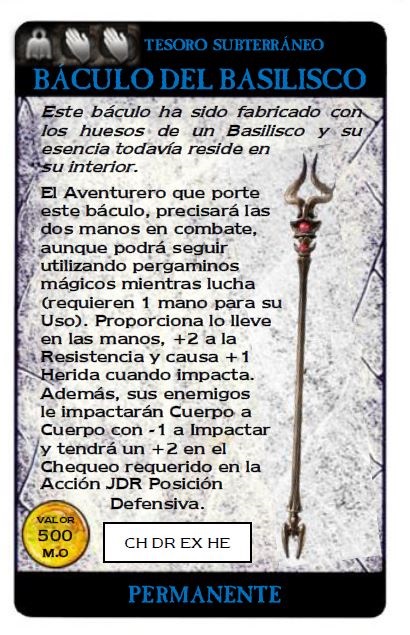 TESORO SUBTERRÁNEO
BÁCULO DEL BASILISCO
Este báculo ha sido fabricado con
los huesos de un Basilisco y su
esencia todavía reside en
su interior.
El Aventurero que porte
este báculo, precisará las
dos manos en combate,
aunque podrá seguir
utilizando pergaminos
mágicos mientras lucha
(requieren 1 mano para su
Uso). Proporciona lo lleve
en las manos, +2 a la
Resistencia y causa +1
Herida cuando impacta.
Además, sus enemigos
le impactarán Cuerpo a
Cuerpo con -1 a Impactar
y tendrá un +2 en el
Chequeo requerido en la
Acción JDR Posición
Defensiva.
VALOR
500
M.O
CH DR EX HE
PERMANENTE